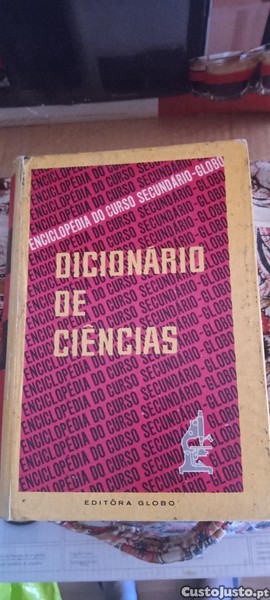 ENCICLOPÉDIA DO CURSO SECUNDÁRIO-GLOBO
DICIONÁRIO
DE
CIÊNCIAS
EDITÔRA GLOBO
CustoJusto.pt